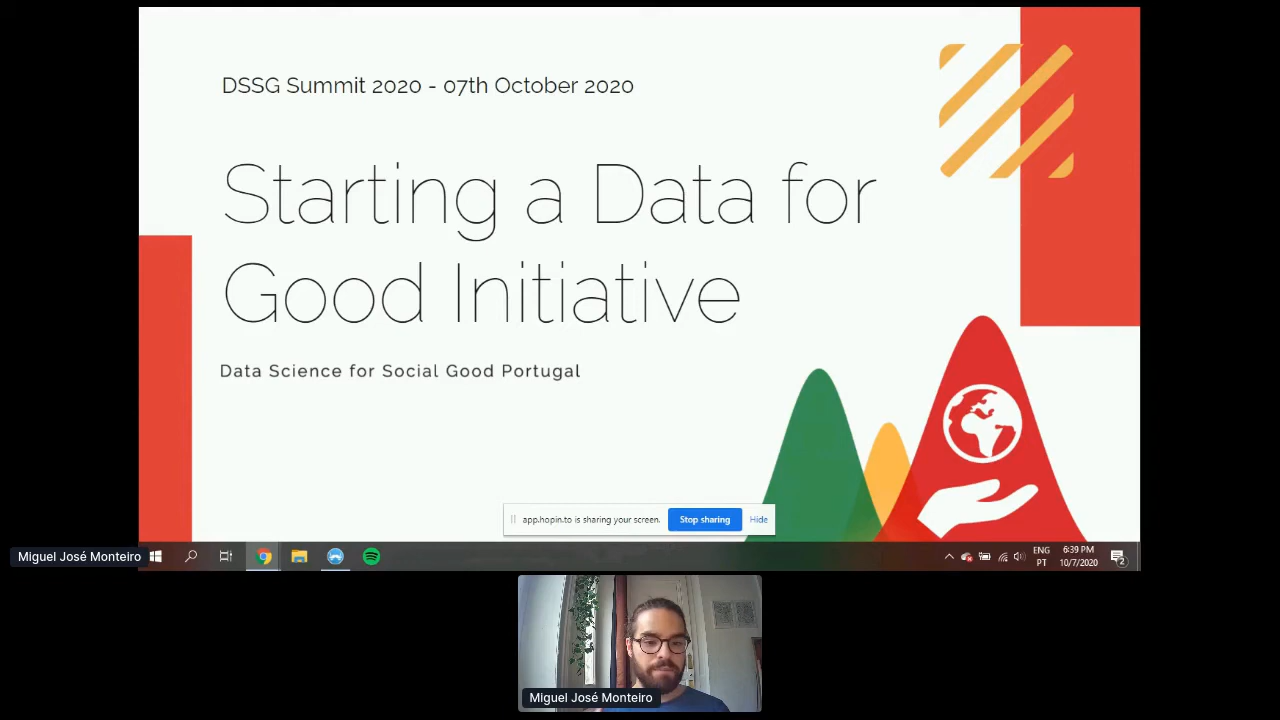 DSSG Summit 2020 - 07th October 2020
Starting a Data for
Good Initiative
Data Science for Social Good Portugal
app.hopin.to is sharing your screen.
Stop sharing
Hide
Miguel José Monteiro
ENG
PT
6:39 PM
10/7/2020
2
Miguel José Monteiro